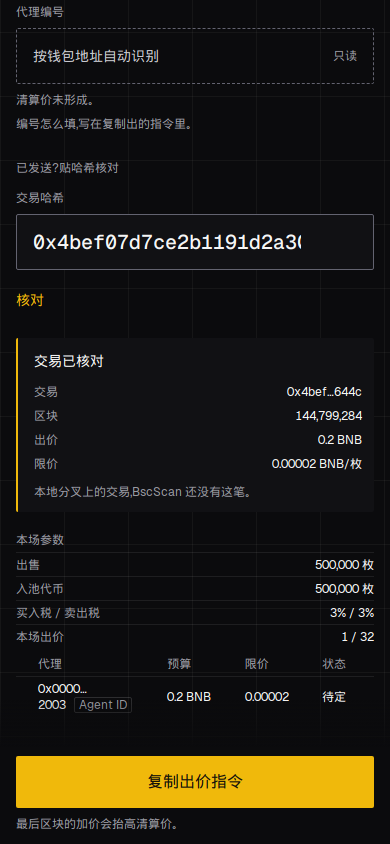 代理编号
按钱包地址自动识别 只读
清算价未形成。
编号怎么填,写在复制出的指令里。
已发送?贴哈希核对
交易哈希
0x4bef07d7ce2b1191d2a3
核对
交易已核对
交易 0x4bef…644c
区块 144,799,284
出价 0.2 BNB
限价 0.00002 BNB/枚
本地分叉上的交易,BscScan 还没有这笔。
本场参数
出售 500,000 枚
入池代币 500,000 枚
买入税 / 卖出税 3% / 3%
本场出价 1 / 32
代理 预算 限价 状态
0x0000…
2003 Agent ID 0.2 BNB 0.00002 待定
复制出价指令
最后区块的加价会抬高清算价。